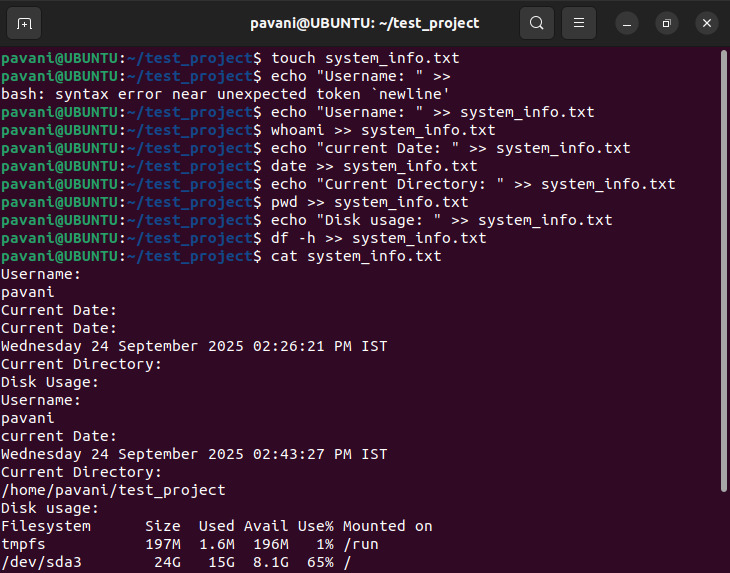 pavani@UBUNTU: ~/test_project
pavani@UBUNTU:~/test_project$ touch system_info.txt
pavani@UBUNTU:~/test_project$ echo "Username: " >>
bash: syntax error near unexpected token `newline'
pavani@UBUNTU:~/test_project$ echo "Username: " >> system_info.txt
pavani@UBUNTU:~/test_project$ whoami >> system_info.txt
pavani@UBUNTU:~/test_project$ echo "current Date: " >> system_info.txt
pavani@UBUNTU:~/test_project$ date >> system_info.txt
pavani@UBUNTU:~/test_project$ echo "Current Directory: " >> system_info.txt
pavani@UBUNTU:~/test_project$ pwd >> system_info.txt
pavani@UBUNTU:~/test_project$ echo "Disk usage: " >> system_info.txt
pavani@UBUNTU:~/test_project$ df -h >> system_info.txt
pavani@UBUNTU:~/test_project$ cat system_info.txt
Username:
pavani
Current Date:
Current Date:
Wednesday 24 September 2025 02:26:21 PM IST
Current Directory:
Disk Usage:
Username:
pavani
current Date:
Wednesday 24 September 2025 02:43:27 PM IST
Current Directory:
/home/pavani/test_project
Disk usage:
Filesystem      Size  Used Avail Use% Mounted on
tmpfs           197M  1.6M  196M   1% /run
/dev/sda3        24G   15G  8.1G  65% /